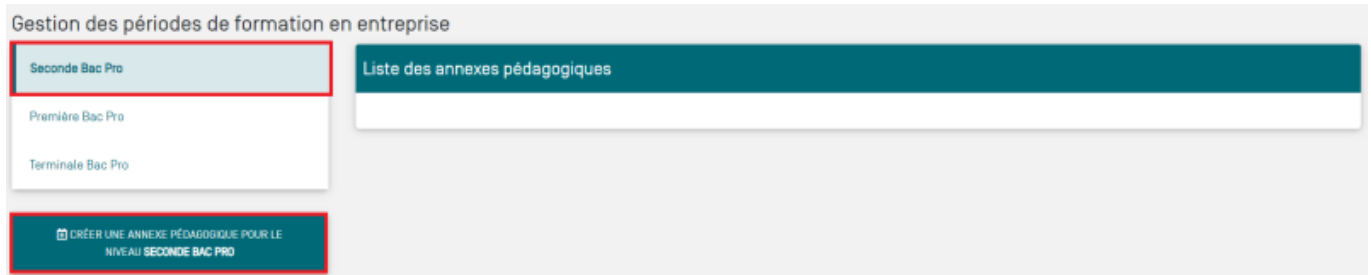 Gestion des périodes de formation en entreprise
Seconde Bac Pro
Première Bac Pro
Terminale Bac Pro
CRÉER UNE ANNEXE PÉDAGOGIQUE POUR LE
NIVEAU SECONDE BAC PRO
Liste des annexes pédagogiques